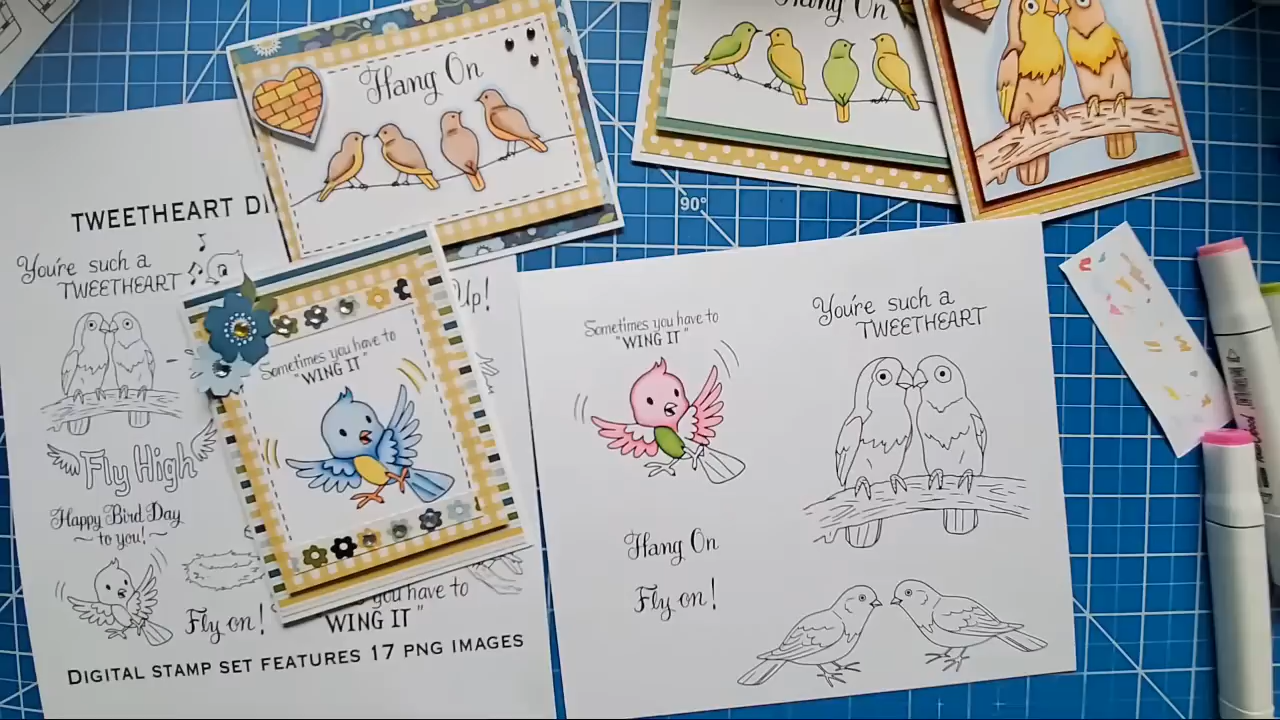 Hang On
Hang On
90°
TWEETHEART DI
You're such a
TWEETHEART
Up!
Sometimes you have to
"WING IT"
Sometimes you have to
"WING IT"
You're such a
TWEETHEART
Fly High
Happy Bird Day
~ to you! ~
Hang On
Fly on!
Fly on!
you have to
WING IT"
DIGITAL STAMP SET FEATURES 17 PNG IMAGES